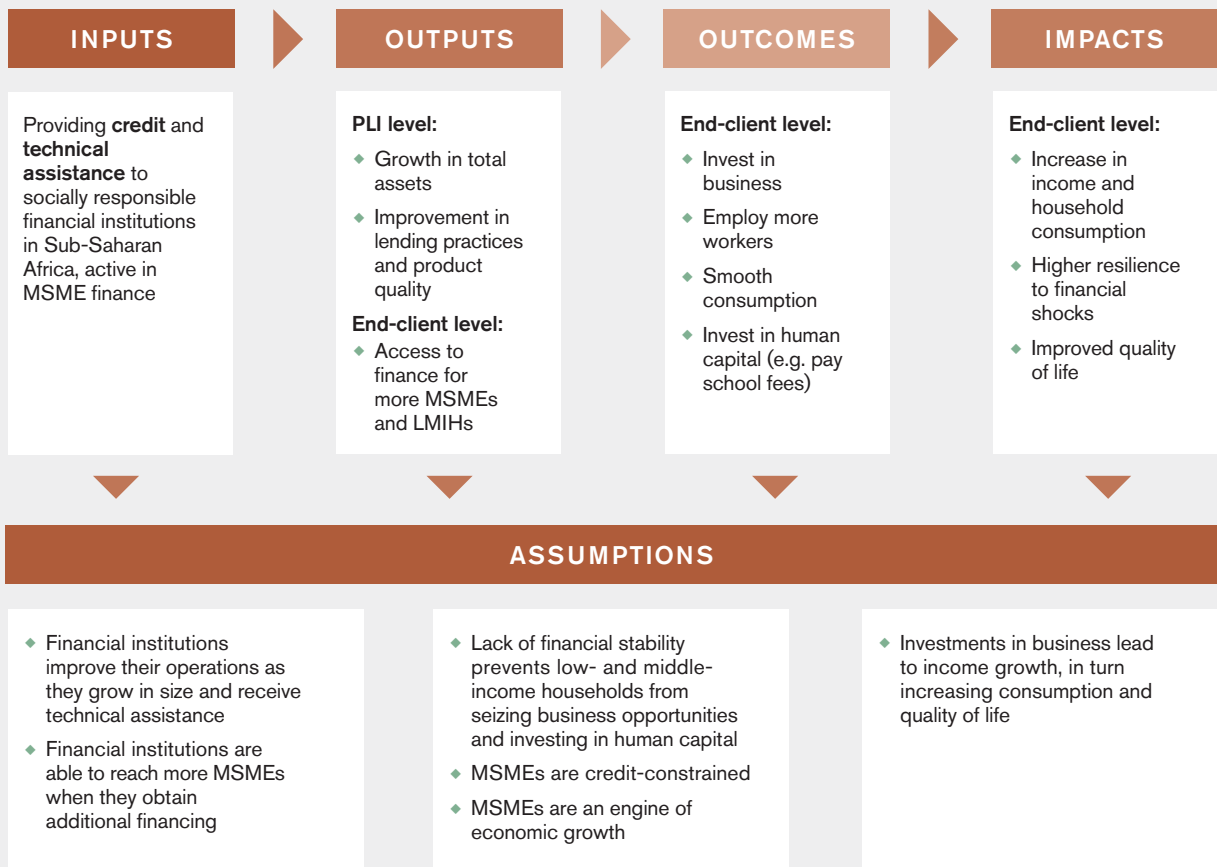 INPUTS
OUTPUTS
OUTCOMES
IMPACTS
Providing credit and
technical
assistance to
socially responsible
financial institutions
in Sub-Saharan
Africa, active in
MSME finance
PLI level:
Growth in total
assets
Improvement in
lending practices
and product
quality
End-client level:
Access to
finance for
more MSMEs
and LMIHs
End-client level:
Invest in
business
Employ more
workers
Smooth
consumption
Invest in human
capital (e.g. pay
school fees)
End-client level:
Increase in
income and
household
consumption
Higher resilience
to financial
shocks
Improved quality
of life
ASSUMPTIONS
Financial institutions
improve their operations as
they grow in size and receive
technical assistance
Financial institutions are
able to reach more MSMEs
when they obtain
additional financing
Lack of financial stability
prevents low- and middle-
income households from
seizing business opportunities
and investing in human capital
MSMEs are credit-constrained
MSMEs are an engine of
economic growth
Investments in business lead
to income growth, in turn
increasing consumption and
quality of life